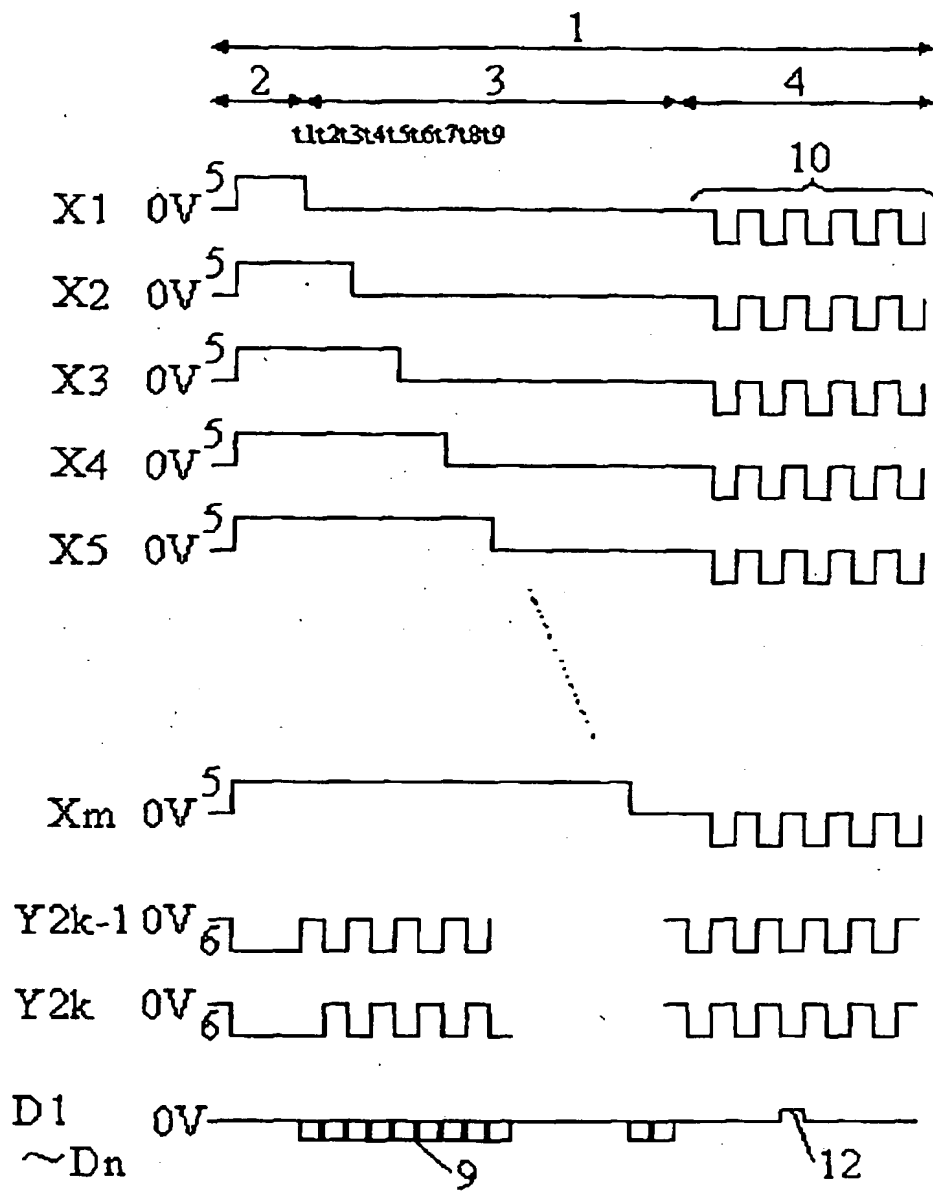 1
2 3 4
t1t2t3t4t5t6t7t8t9
10
X1 0V 5
X2 0V 5
X3 0V 5
X4 0V 5
X5 0V 5
Xm 0V 5
Y2k-1 0V 6
Y2k 0V 6
D1 0V
~Dn 9 12